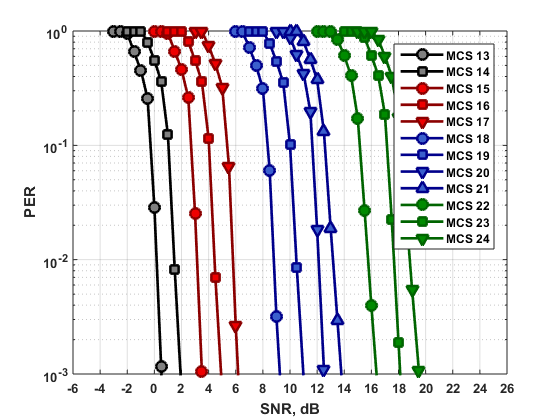 10^0
10^-1
10^-2
10^-3
PER
MCS 13
MCS 14
MCS 15
MCS 16
MCS 17
MCS 18
MCS 19
MCS 20
MCS 21
MCS 22
MCS 23
MCS 24
-6 -4 -2 0 2 4 6 8 10 12 14 16 18 20 22 24 26
SNR, dB